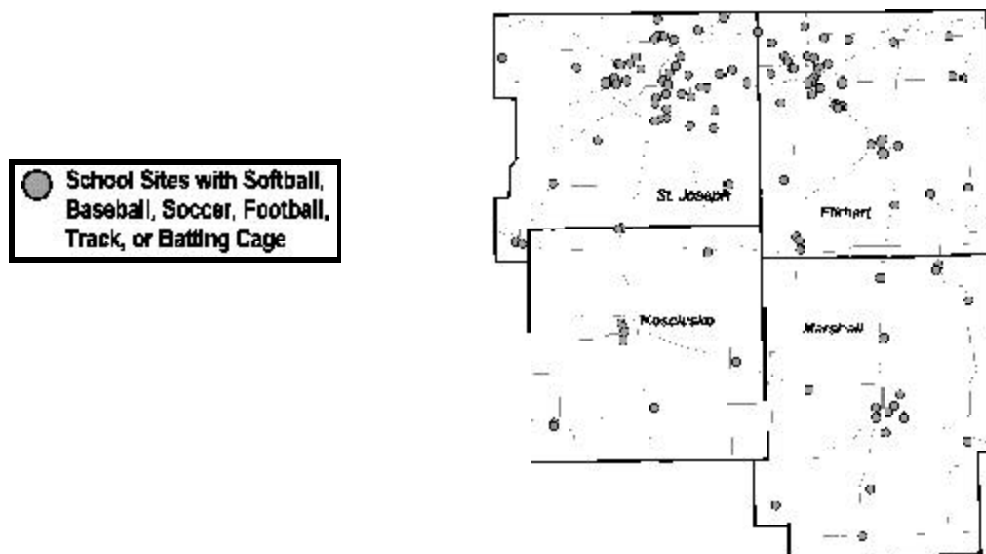 School Sites with Softball,
Baseball, Soccer, Football,
Track, or Batting Cage
St. Joseph
Elkhart
Kosciusko
Marshall